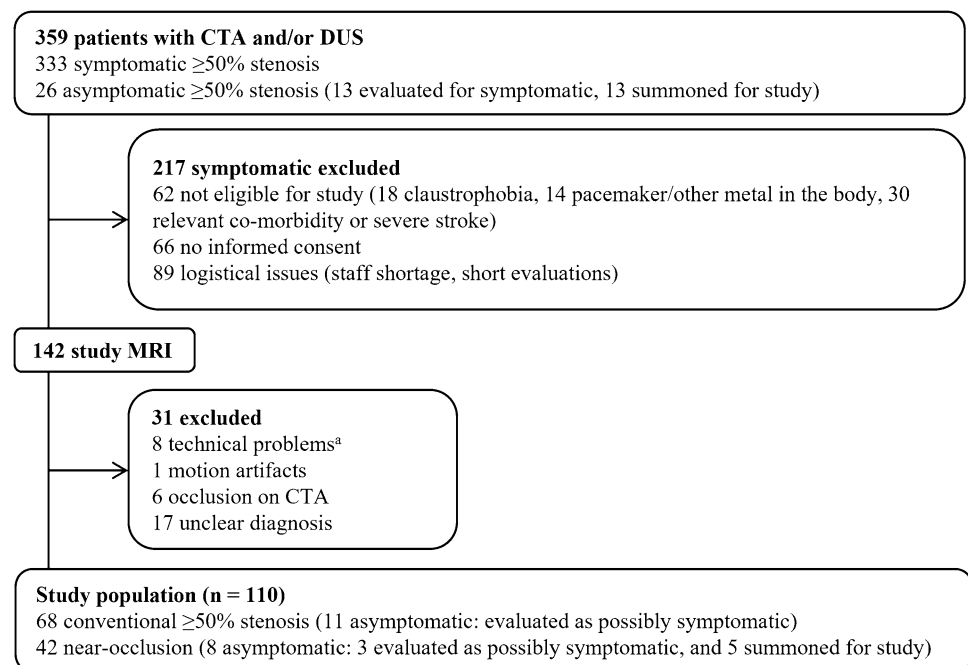 359 patients with CTA and/or DUS
333 symptomatic ≥50% stenosis
26 asymptomatic ≥50% stenosis (13 evaluated for symptomatic, 13 summoned for study)
217 symptomatic excluded
62 not eligible for study (18 claustrophobia, 14 pacemaker/other metal in the body, 30
relevant co-morbidity or severe stroke)
66 no informed consent
89 logistical issues (staff shortage, short evaluations)
142 study MRI
31 excluded
8 technical problemsᵃ
1 motion artifacts
6 occlusion on CTA
17 unclear diagnosis
Study population (n = 110)
68 conventional ≥50% stenosis (11 asymptomatic: evaluated as possibly symptomatic)
42 near-occlusion (8 asymptomatic: 3 evaluated as possibly symptomatic, and 5 summoned for study)